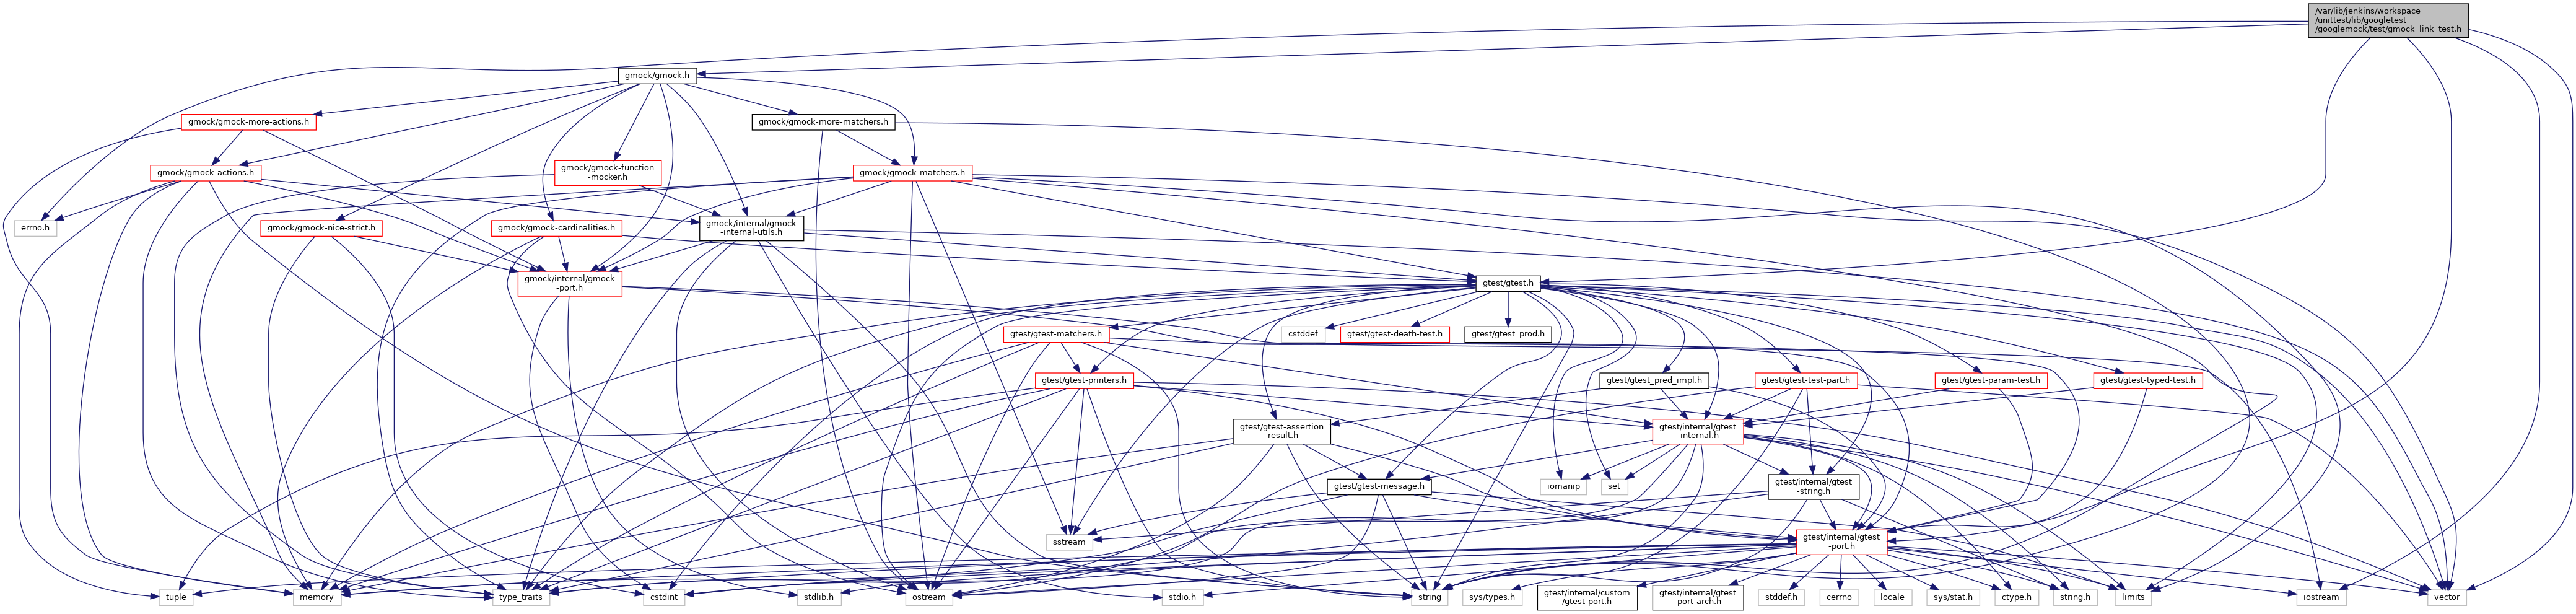 /var/lib/jenkins/workspace
/unittest/lib/googletest
/googlemock/test/gmock_link_test.h
gmock/gmock.h
gmock/gmock-more-actions.h
gmock/gmock-more-matchers.h
gmock/gmock-actions.h
gmock/gmock-function
-mocker.h
gmock/gmock-matchers.h
errno.h
gmock/gmock-nice-strict.h
gmock/gmock-cardinalities.h
gmock/internal/gmock
-internal-utils.h
gmock/internal/gmock
-port.h
gtest/gtest.h
gtest/gtest-matchers.h
cstddef
gtest/gtest-death-test.h
gtest/gtest_prod.h
gtest/gtest-printers.h
gtest/gtest_pred_impl.h
gtest/gtest-test-part.h
gtest/gtest-param-test.h
gtest/gtest-typed-test.h
gtest/gtest-assertion
-result.h
gtest/internal/gtest
-internal.h
gtest/gtest-message.h
iomanip
set
gtest/internal/gtest
-string.h
sstream
gtest/internal/gtest
-port.h
tuple
memory
type_traits
cstdint
stdlib.h
ostream
stdio.h
string
sys/types.h
gtest/internal/custom
/gtest-port.h
gtest/internal/gtest
-port-arch.h
stddef.h
cerrno
locale
sys/stat.h
ctype.h
string.h
limits
iostream
vector